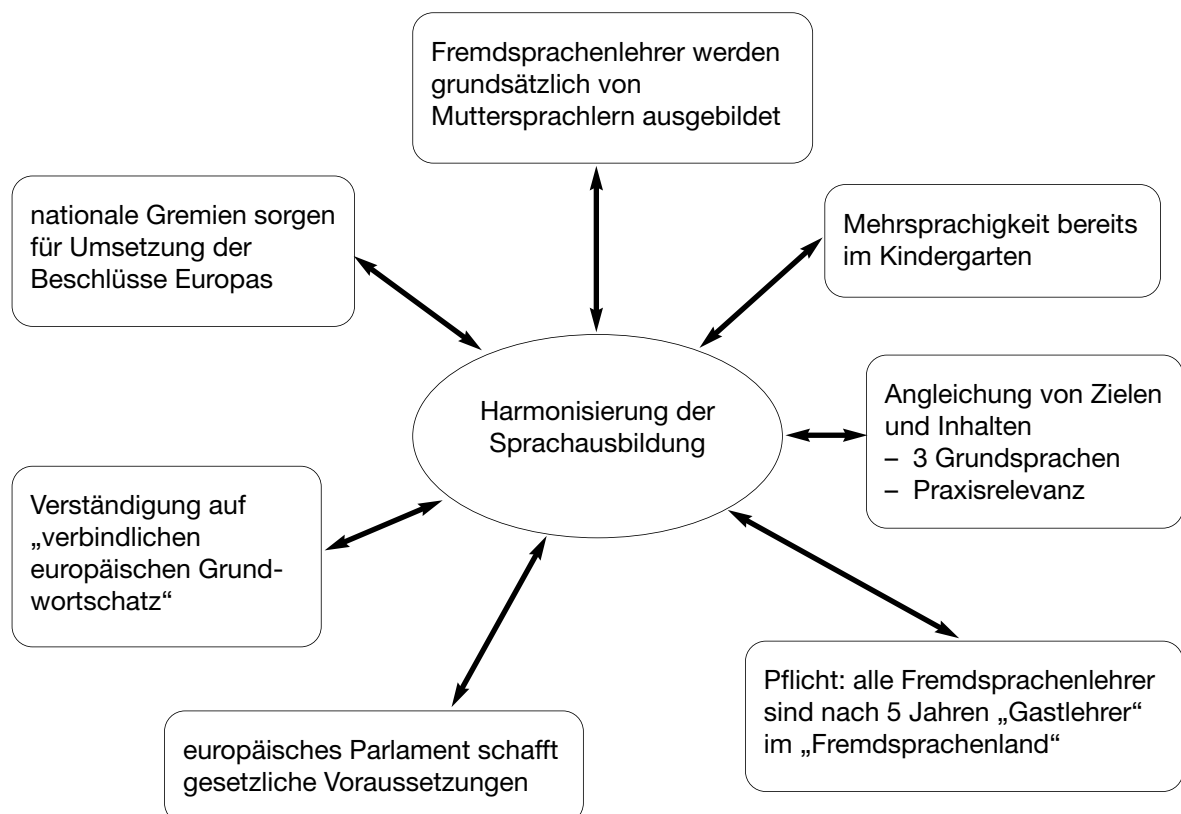 Fremdsprachenlehrer werden
grundsätzlich von
Muttersprachlern ausgebildet
nationale Gremien sorgen
für Umsetzung der
Beschlüsse Europas
Mehrsprachigkeit bereits
im Kindergarten
Harmonisierung der
Sprachausbildung
Angleichung von Zielen
und Inhalten
– 3 Grundsprachen
– Praxisrelevanz
Verständigung auf
„verbindlichen
europäischen Grund-
wortschatz“
Pflicht: alle Fremdsprachenlehrer
sind nach 5 Jahren „Gastlehrer“
im „Fremdsprachenland“
europäisches Parlament schafft
gesetzliche Voraussetzungen